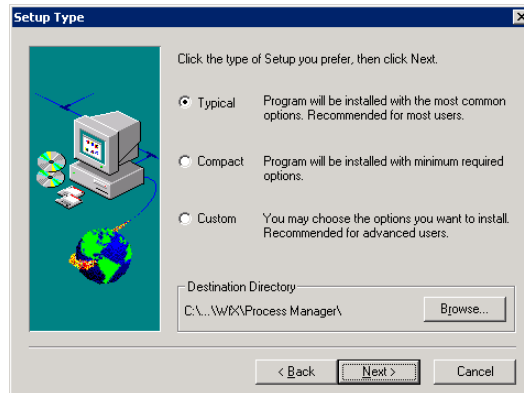 Setup Type
Click the type of Setup you prefer, then click Next.
Typical
Program will be installed with the most common
options. Recommended for most users.
Compact
Program will be installed with minimum required
options.
Custom
You may choose the options you want to install.
Recommended for advanced users.
Destination Directory
C:\...\WfX\Process Manager\
Browse...
< Back
Next >
Cancel